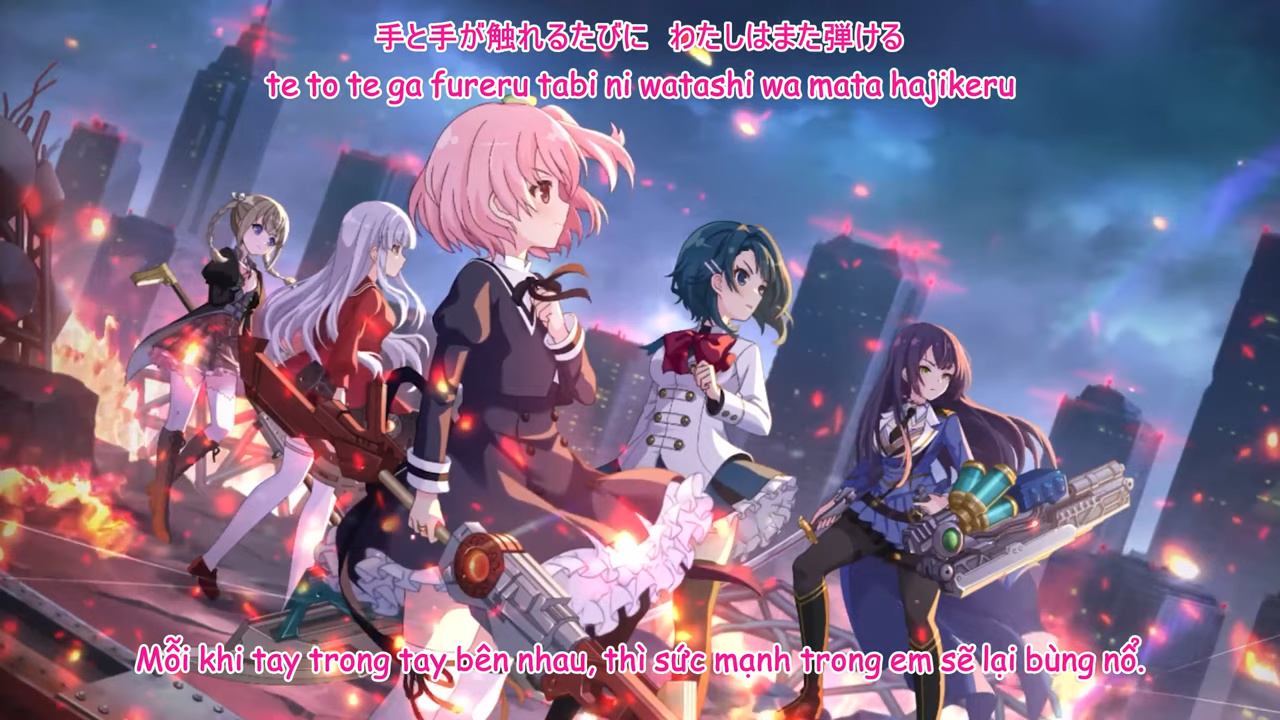 手と手が触れるたびに　わたしはまた弾ける
te to te ga fureru tabi ni watashi wa mata hajikeru
Mỗi khi tay trong tay bên nhau, thì sức mạnh trong em sẽ lại bùng nổ.